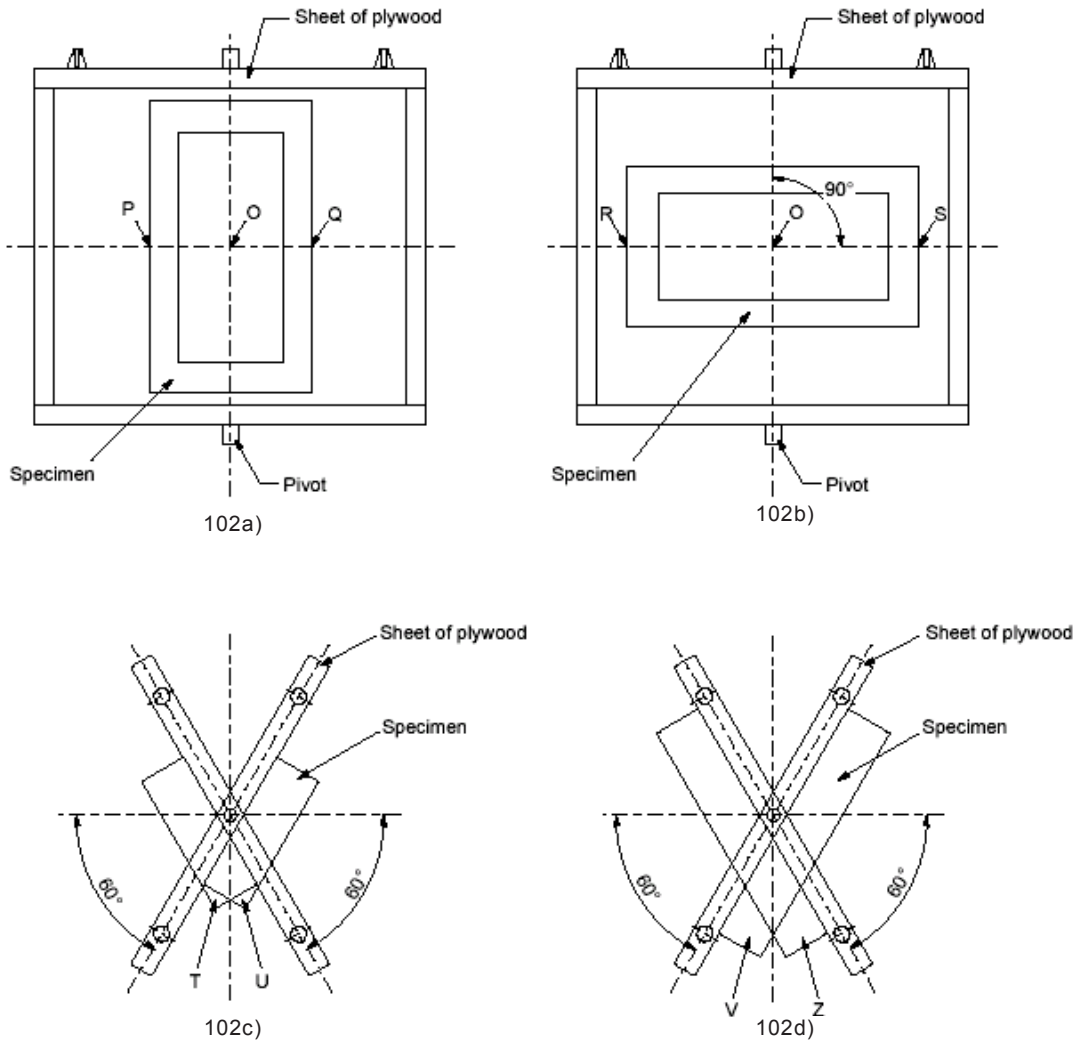 Sheet of plywood
Sheet of plywood
P
O
Q
R
O
90°
S
Specimen
Pivot
Specimen
Pivot
102a)
102b)
Sheet of plywood
Sheet of plywood
Specimen
Specimen
60°
60°
60°
60°
T
U
V
Z
102c)
102d)